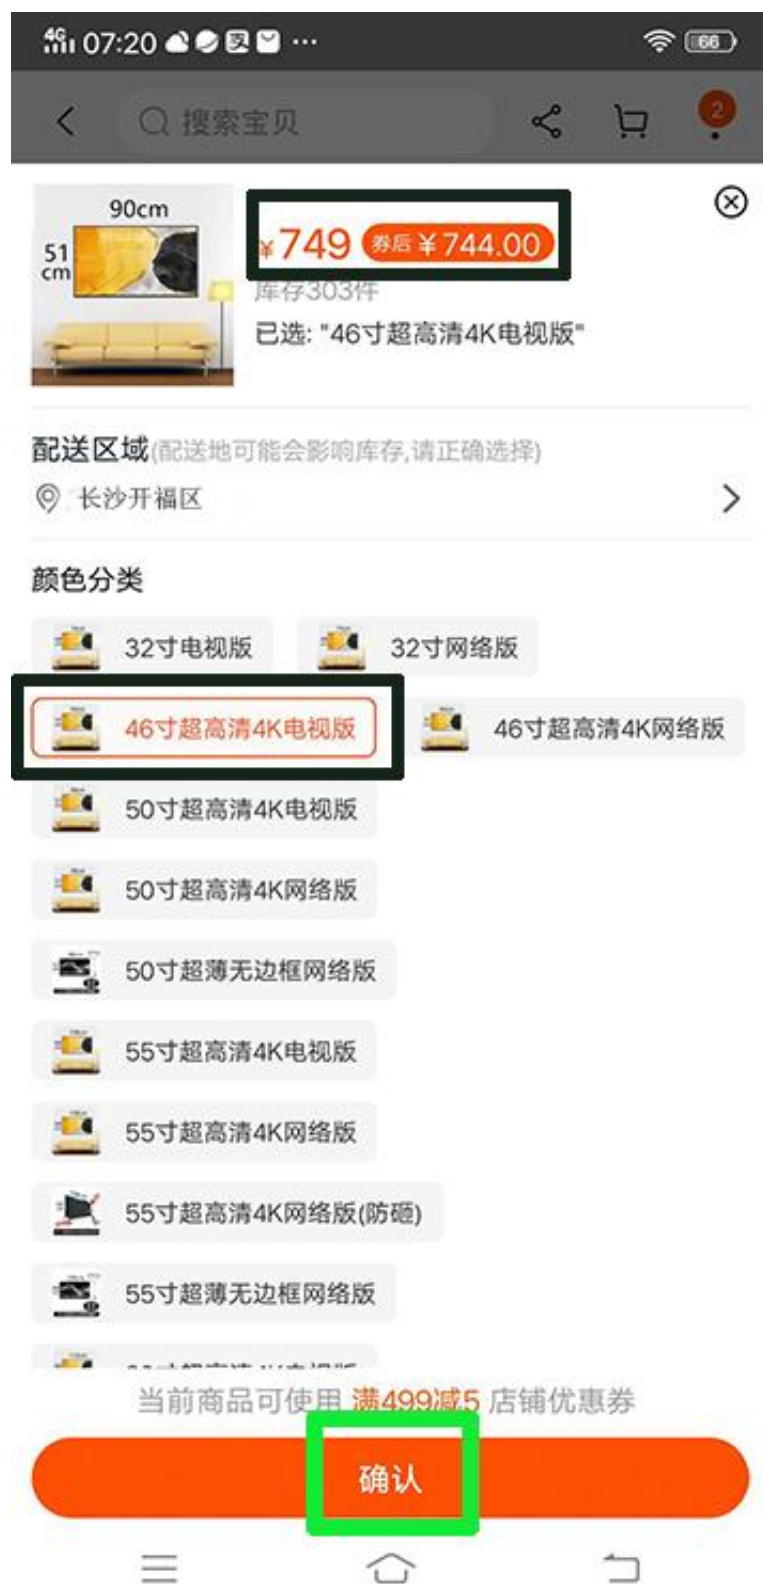 4G 07:20 ··· 66
搜索宝贝 2
90cm
51
cm
¥749 券后¥744.00
库存303件
已选: "46寸超高清4K电视版"
配送区域(配送地可能会影响库存,请正确选择)
长沙开福区
颜色分类
32寸电视版 32寸网络版
46寸超高清4K电视版 46寸超高清4K网络版
50寸超高清4K电视版
50寸超高清4K网络版
50寸超薄无边框网络版
55寸超高清4K电视版
55寸超高清4K网络版
55寸超高清4K网络版(防砸)
55寸超薄无边框网络版
当前商品可使用 满499减5 店铺优惠券
确认